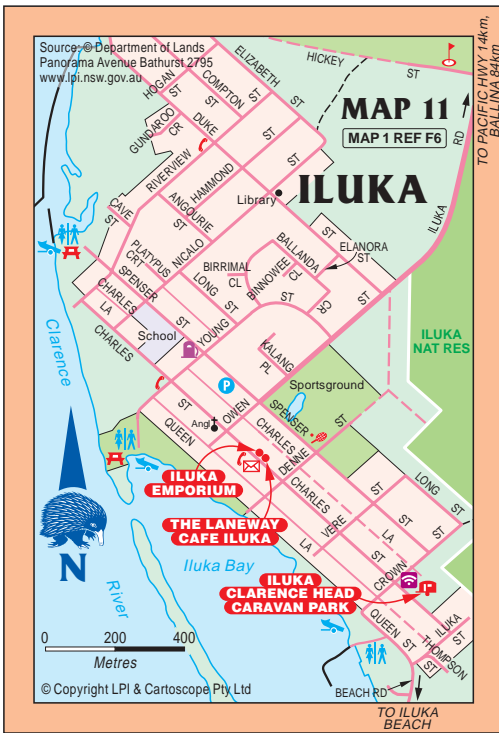 Source: © Department of Lands
Panorama Avenue Bathurst 2795
www.lpi.nsw.gov.au
TO PACIFIC HWY 14km,
BALLINA 84km
HICKEY
ST
ELIZABETH
ST
MAP 11
MAP 1 REF F6
ILUKA
RD
ILUKA
HOGAN
ST
COMPTON
ST
GUNDAROO
CR
DUKE
ST
RIVERVIEW
HAMMOND
ST
Library
ANGOURIE
ST
CAVE
ST
PLATYPUS
CRT
NICALO
ST
BALLANDA
CR
ELANORA
ST
BIRRIMAL
CL
BINNOWEE
CL
ST
LONG
ST
SPENSER
ST
CHARLES
LA
CHARLES
ST
School
YOUNG
ST
KALANG
PL
ILUKA
NAT RES
Clarence
P
Sportsground
SPENSER
ST
OWEN
Angl
QUEEN
CHARLES
DENNE
ST
CHARLES
LA
VERE
ST
LONG
ST
ST
ST
LA
ST
CROWN
ILUKA
EMPORIUM
THE LANEWAY
CAFE ILUKA
ILUKA
CLARENCE HEAD
CARAVAN PARK
Iluka Bay
N
River
QUEEN ST
ST
ILUKA
ST
THOMPSON
ST
0 200 400
Metres
BEACH RD
© Copyright LPI & Cartoscope Pty Ltd
TO ILUKA
BEACH